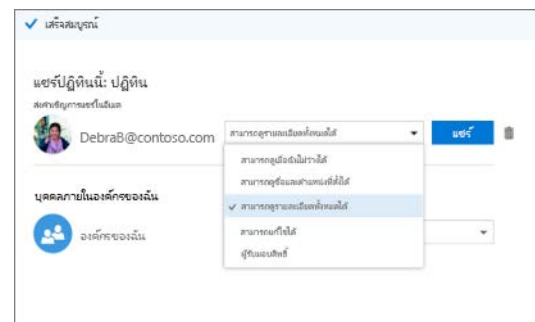 เสร็จสมบูรณ์
แชร์ปฏิทินนี้: ปฏิทิน
ส่งคำเชิญการแชร์ในอีเมล
DebraB@contoso.com
สามารถดูรายละเอียดทั้งหมดได้
แชร์
สามารถดูเมื่อฉันไม่ว่างได้
สามารถดูชื่อและตำแหน่งที่ตั้งได้
สามารถดูรายละเอียดทั้งหมดได้
สามารถแก้ไขได้
ผู้รับมอบสิทธิ์
บุคคลภายในองค์กรของฉัน
องค์กรของฉัน